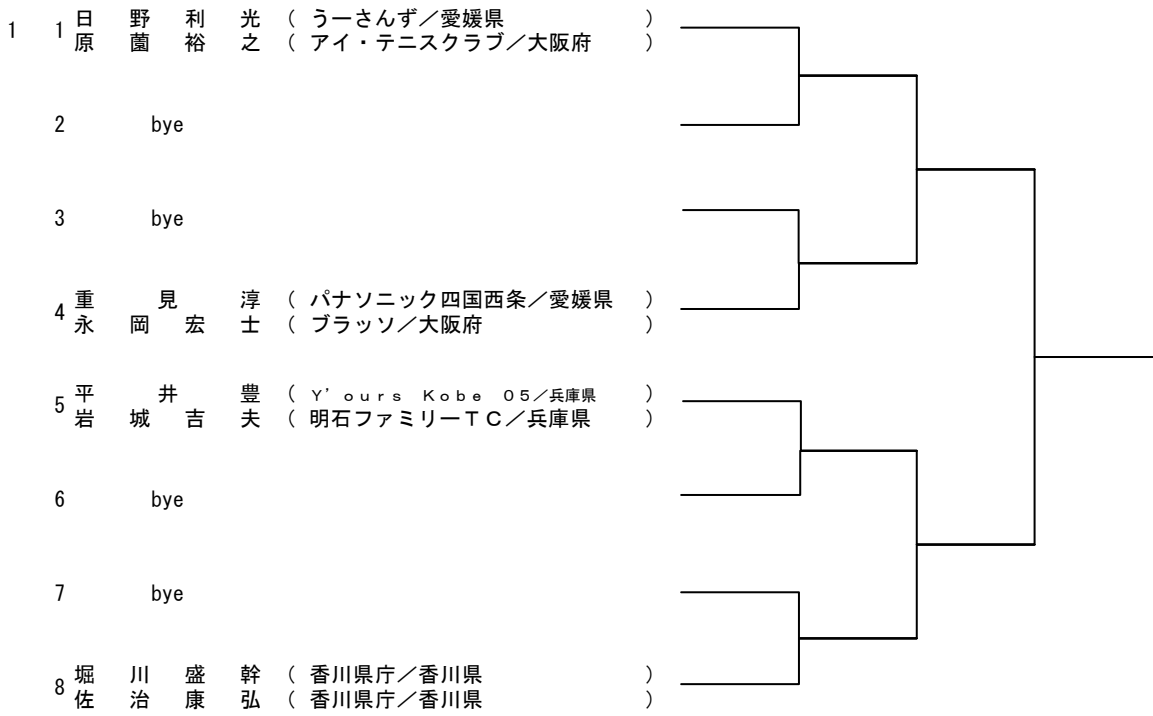 1 1 日野利光 ( うーさんず／愛媛県 )
原薗裕之 ( アイ・テニスクラブ／大阪府 )
2 bye
3 bye
4 重見淳 ( パナソニック四国西条／愛媛県 )
永岡宏士 ( ブラッソ／大阪府 )
5 平井豊 ( Y'ours Kobe 05／兵庫県 )
岩城吉夫 ( 明石ファミリーTC／兵庫県 )
6 bye
7 bye
8 堀川盛幹 ( 香川県庁／香川県 )
佐治康弘 ( 香川県庁／香川県 )